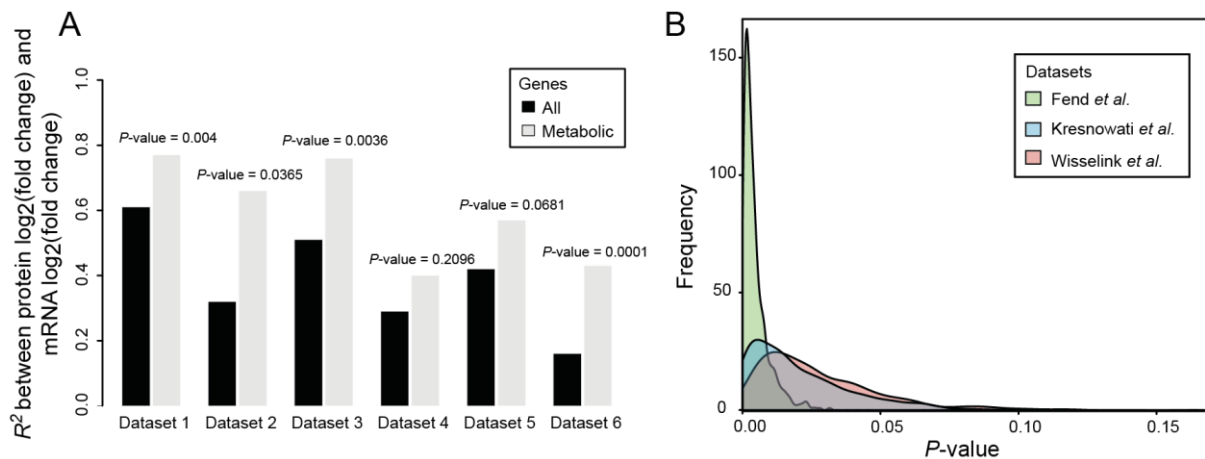 A
R² between protein log2(fold change) and
mRNA log2(fold change)
1.0
0.8
0.6
0.4
0.2
0.0
Genes
All
Metabolic
P-value = 0.004
P-value = 0.0365
P-value = 0.0036
P-value = 0.2096
P-value = 0.0681
P-value = 0.0001
Dataset 1 Dataset 2 Dataset 3 Dataset 4 Dataset 5 Dataset 6
B
Frequency
150
100
50
0
Datasets
Fend et al.
Kresnowati et al.
Wisselink et al.
0.00 0.05 0.10 0.15
P-value